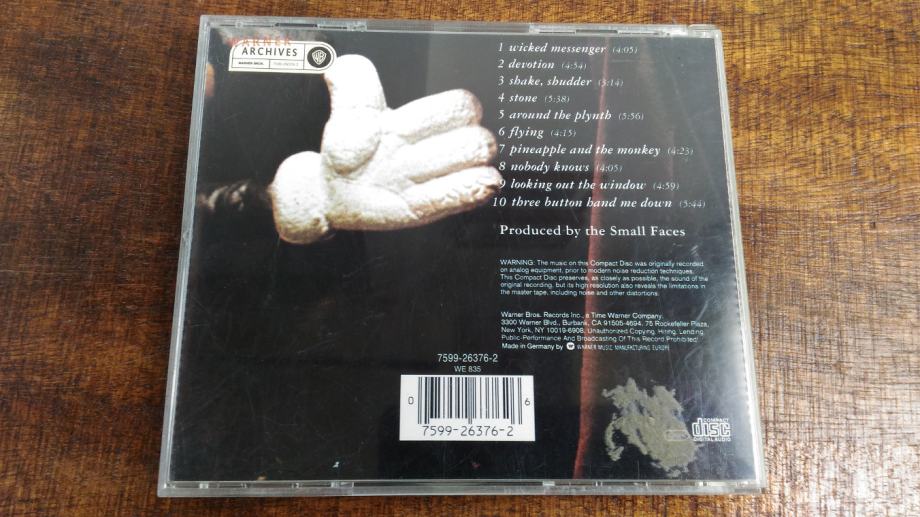 WARNER
ARCHIVES
WARNER BROS.
7599-26376-2
1 wicked messenger (4:05)
2 devotion (4:54)
3 shake, shudder (3:14)
4 stone (5:38)
5 around the plynth (5:56)
6 flying (4:15)
7 pineapple and the monkey (4:23)
8 nobody knows (4:05)
9 looking out the window (4:59)
10 three button hand me down (5:44)
Produced by the Small Faces
WARNING: The music on this Compact Disc was originally recorded
on analog equipment, prior to modern noise reduction techniques.
This Compact Disc preserves, as closely as possible, the sound of the
original recording, but its high resolution also reveals the limitations in
the master tape, including noise and other distortions.
Warner Bros. Records Inc., a Time Warner Company,
3300 Warner Blvd., Burbank, CA 91505-4694, 75 Rockefeller Plaza,
New York, NY 10019-6908. Unauthorized Copying, Hiring, Lending,
Public-Performance And Broadcasting Of This Record Prohibited!
Made in Germany by WARNER MUSIC MANUFACTURING EUROPE
7599-26376-2
WE 835
0 6
7599-26376-2
COMPACT
disc
DIGITAL AUDIO